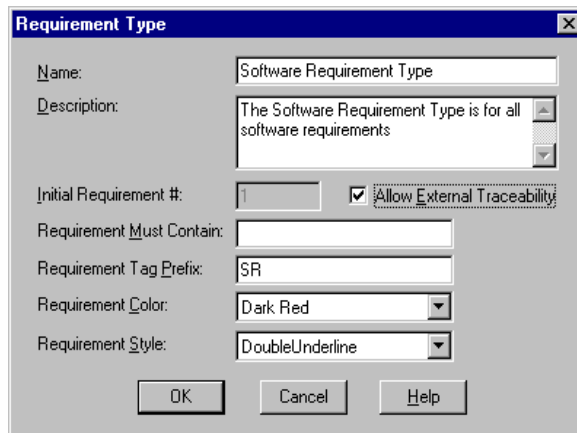 Requirement Type
Name: Software Requirement Type
Description: The Software Requirement Type is for all
software requirements
Initial Requirement #: 1 Allow External Traceability
Requirement Must Contain:
Requirement Tag Prefix: SR
Requirement Color: Dark Red
Requirement Style: DoubleUnderline
OK Cancel Help